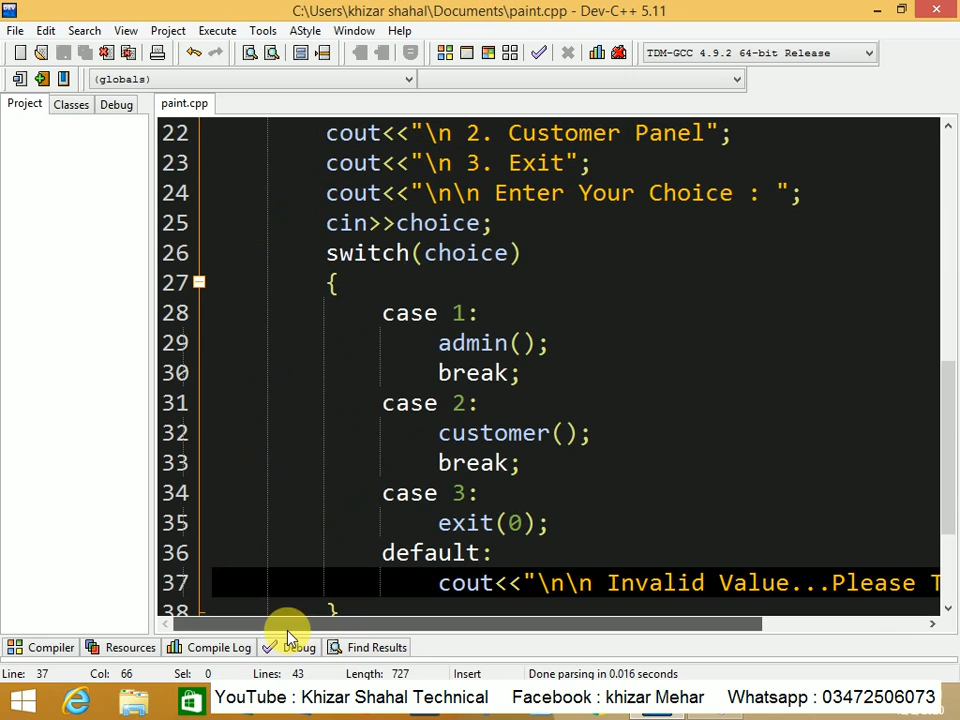 C:\Users\khizar shahal\Documents\paint.cpp - Dev-C++ 5.11
File Edit Search View Project Execute Tools AStyle Window Help
TDM-GCC 4.9.2 64-bit Release
(globals)
Project Classes Debug paint.cpp
22 cout<<"\n 2. Customer Panel";
23 cout<<"\n 3. Exit";
24 cout<<"\n\n Enter Your Choice : ";
25 cin>>choice;
26 switch(choice)
27 {
28 case 1:
29 admin();
30 break;
31 case 2:
32 customer();
33 break;
34 case 3:
35 exit(0);
36 default:
37 cout<<"\n\n Invalid Value...Please T
38 }
Compiler Resources Compile Log Debug Find Results
Line: 37 Col: 66 Sel: 0 Lines: 43 Length: 727 Insert Done parsing in 0.016 seconds
YouTube : Khizar Shahal Technical Facebook : khizar Mehar Whatsapp : 03472506073